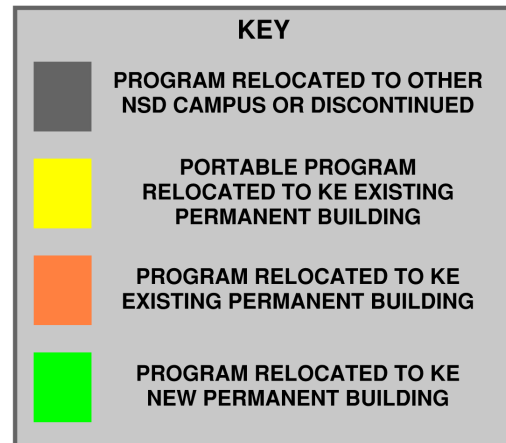 KEY
PROGRAM RELOCATED TO OTHER
NSD CAMPUS OR DISCONTINUED
PORTABLE PROGRAM
RELOCATED TO KE EXISTING
PERMANENT BUILDING
PROGRAM RELOCATED TO KE
EXISTING PERMANENT BUILDING
PROGRAM RELOCATED TO KE
NEW PERMANENT BUILDING